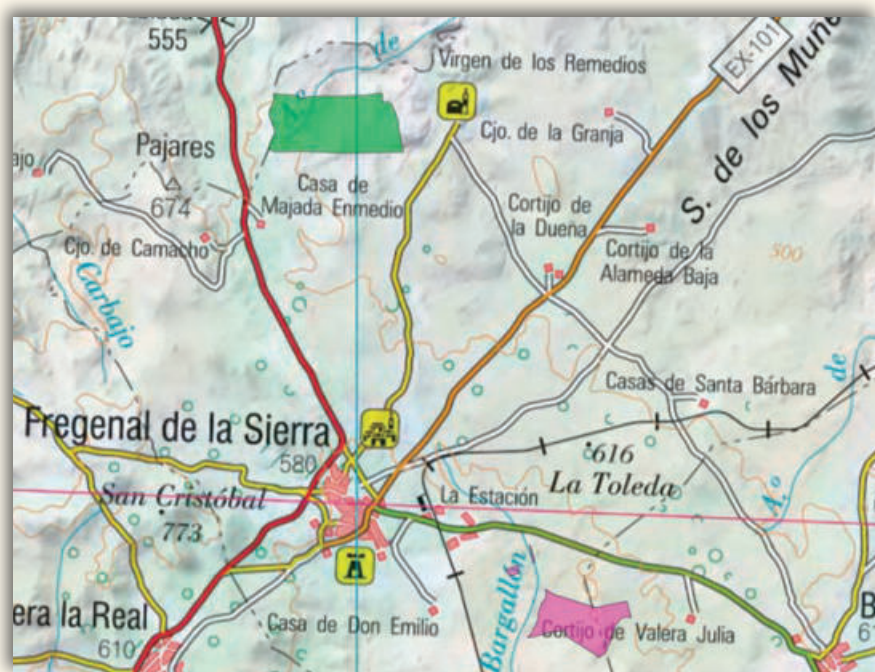 555
de
Virgen de los Remedios
EX-101
S. de los Muñe
A.º
Cjo. de la Granja
Pajares
ajo
674
Casa de
Majada Enmedio
Cortijo de
la Dueña
Cortijo de la
Alameda Baja
500
Cjo. de Camacho
Carbajo
de
Casas de Santa Bárbara
Fregenal de la Sierra
580
616
La Toleda
A.º
San Cristóbal
773
La Estación
era la Real
610
Casa de Don Emilio
Bargallón
Cortijo de Valera Julia
B
61